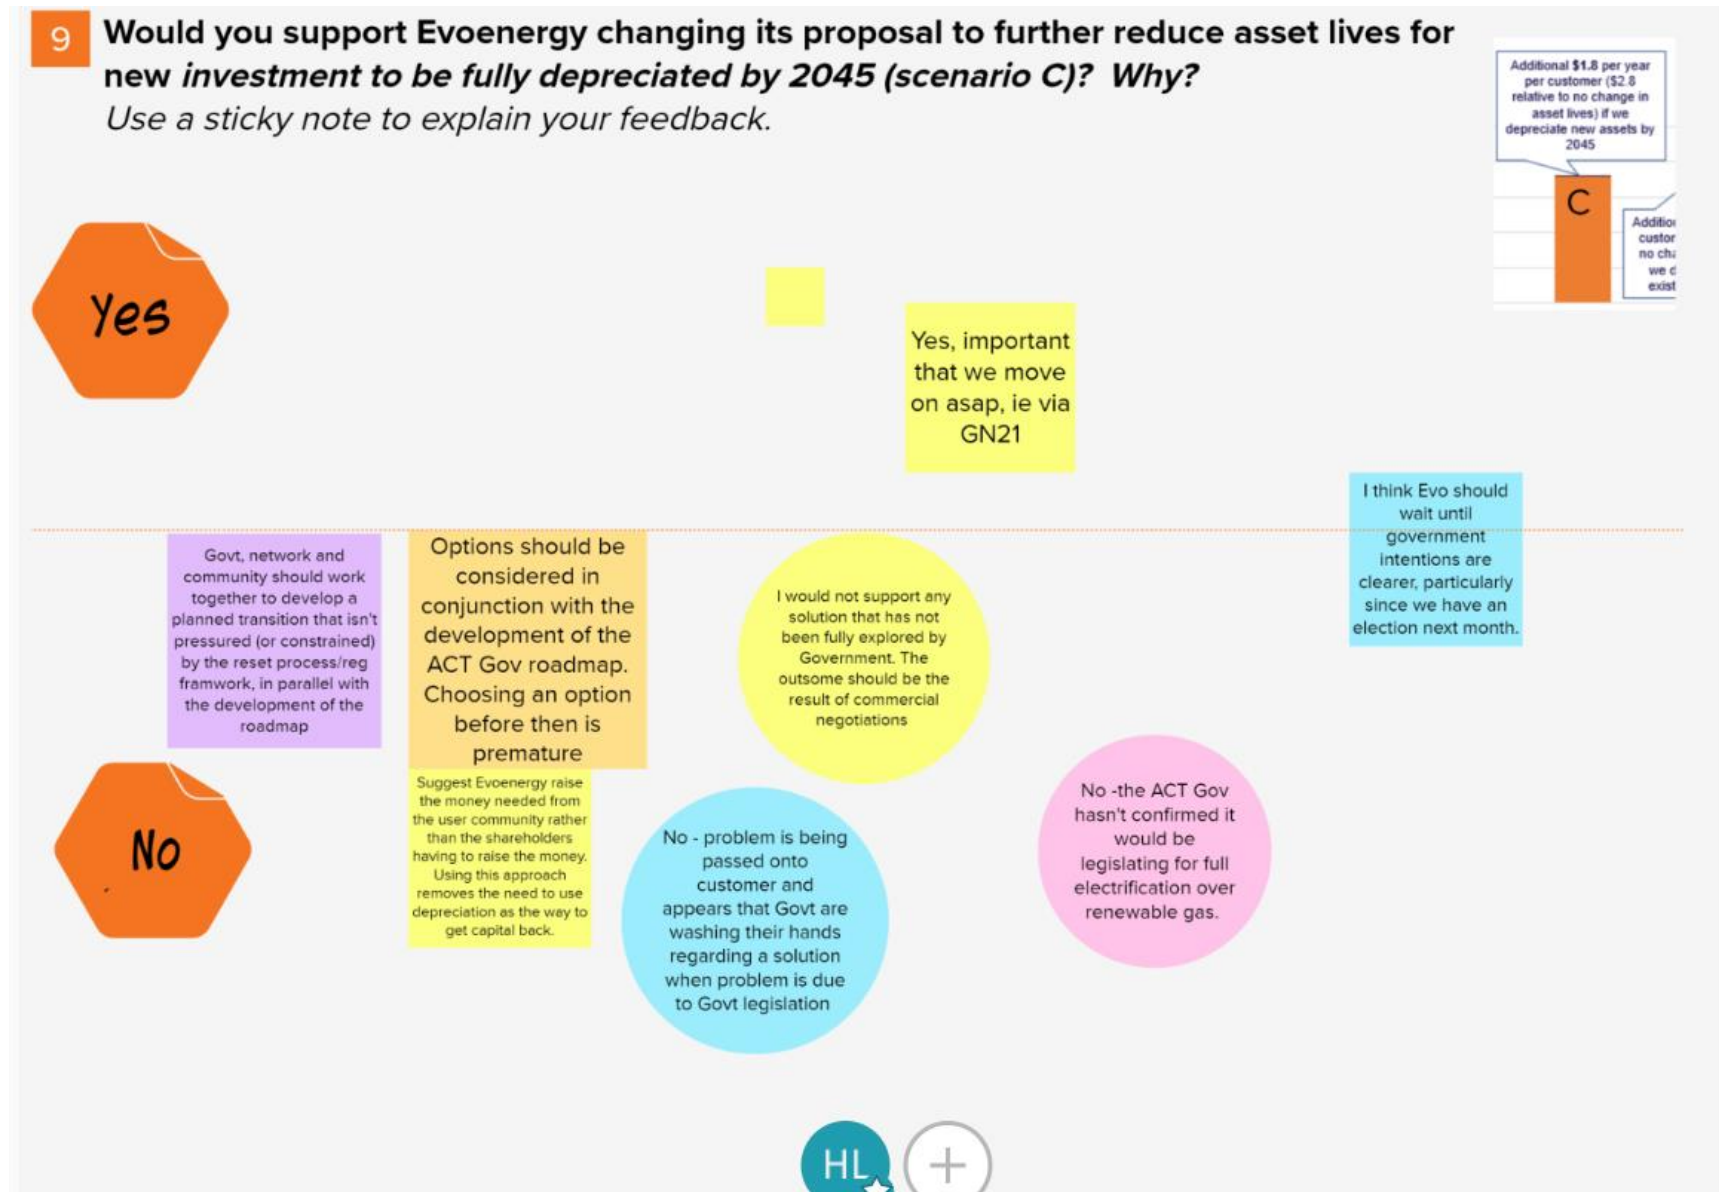 9
Would you support Evoenergy changing its proposal to further reduce asset lives for
new investment to be fully depreciated by 2045 (scenario C)?  Why?
Use a sticky note to explain your feedback.
Additional $1.8 per year
per customer ($2.8
relative to no change in
asset lives) if we
depreciate new assets by
2045
C
Addition
custor
no cha
we d
exist
Yes
Yes, important
that we move
on asap, ie via
GN21
I think Evo should
wait until
government
intentions are
clearer, particularly
since we have an
election next month.
Govt, network and
community should work
together to develop a
planned transition that isn't
pressured (or constrained)
by the reset process/reg
framwork, in parallel with
the development of the
roadmap
Options should be
considered in
conjunction with the
development of the
ACT Gov roadmap.
Choosing an option
before then is
premature
I would not support any
solution that has not
been fully explored by
Government. The
outsome should be the
result of commercial
negotiations
No
Suggest Evoenergy raise
the money needed from
the user community rather
than the shareholders
having to raise the money.
Using this approach
removes the need to use
depreciation as the way to
get capital back.
No - problem is being
passed onto
customer and
appears that Govt are
washing their hands
regarding a solution
when problem is due
to Govt legislation
No -the ACT Gov
hasn't confirmed it
would be
legislating for full
electrification over
renewable gas.
HL